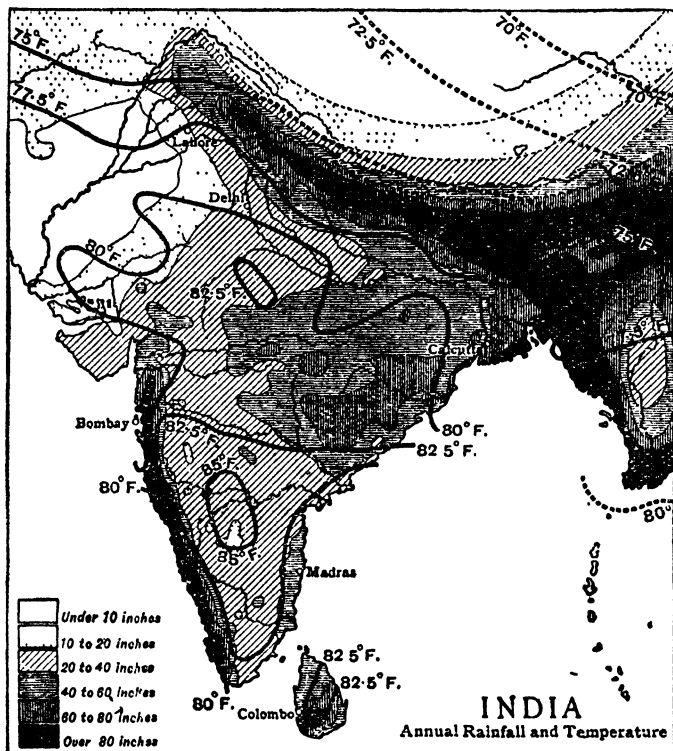 75°F.
72.5°F.
70°F.
77.5°F.
70°F.
Lahore
Delhi
80°F.
82.5°F.
75°F.
Calcutta
Bombay
82.5°F.
80°F.
82 5°F.
85°F.
80°F.
80°
85°F.
Madras
Under 10 inches
10 to 20 inches
20 to 40 inches
40 to 60 inches
60 to 80 inches
Over 80 inches
82 5°F.
82·5°F.
80°F.
Colombo
INDIA
Annual Rainfall and Temperature